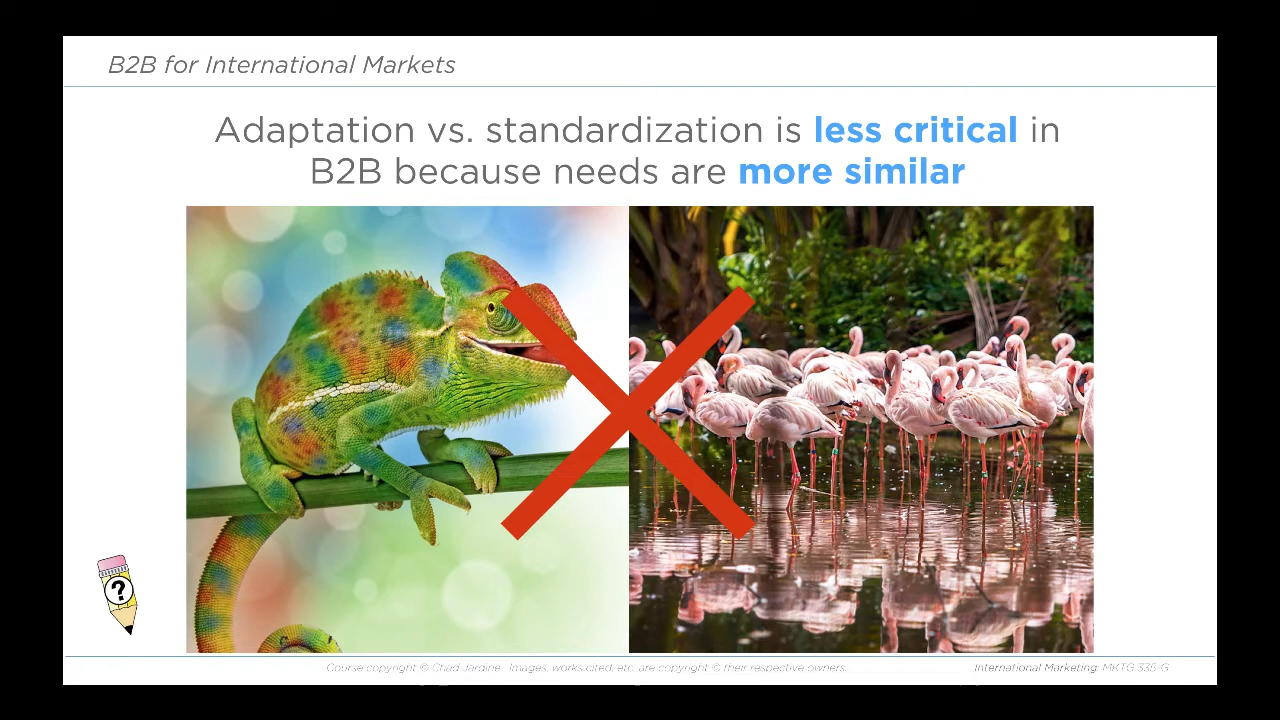 B2B for International Markets
Adaptation vs. standardization is less critical in
B2B because needs are more similar
?
Course copyright © Chad Jardine. Images, works cited, etc. are copyright © their respective owners.
International Marketing: MKTG 335-G